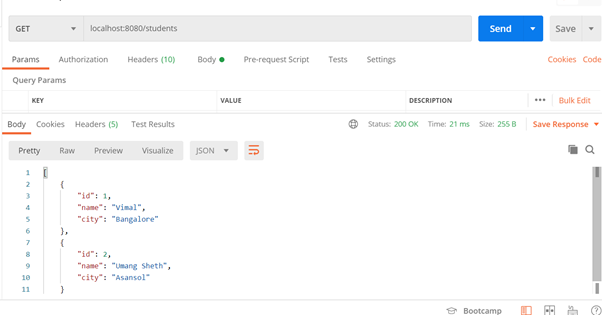 GET localhost:8080/students Send Save
Params Authorization Headers (10) Body Pre-request Script Tests Settings Cookies Code
Query Params
KEY VALUE DESCRIPTION ••• Bulk Edit
Body Cookies Headers (5) Test Results Status: 200 OK Time: 21 ms Size: 255 B Save Response
Pretty Raw Preview Visualize JSON
1 [
2 {
3 "id": 1,
4 "name": "Vimal",
5 "city": "Bangalore"
6 },
7 {
8 "id": 2,
9 "name": "Umang Sheth",
10 "city": "Asansol"
11 }
Bootcamp